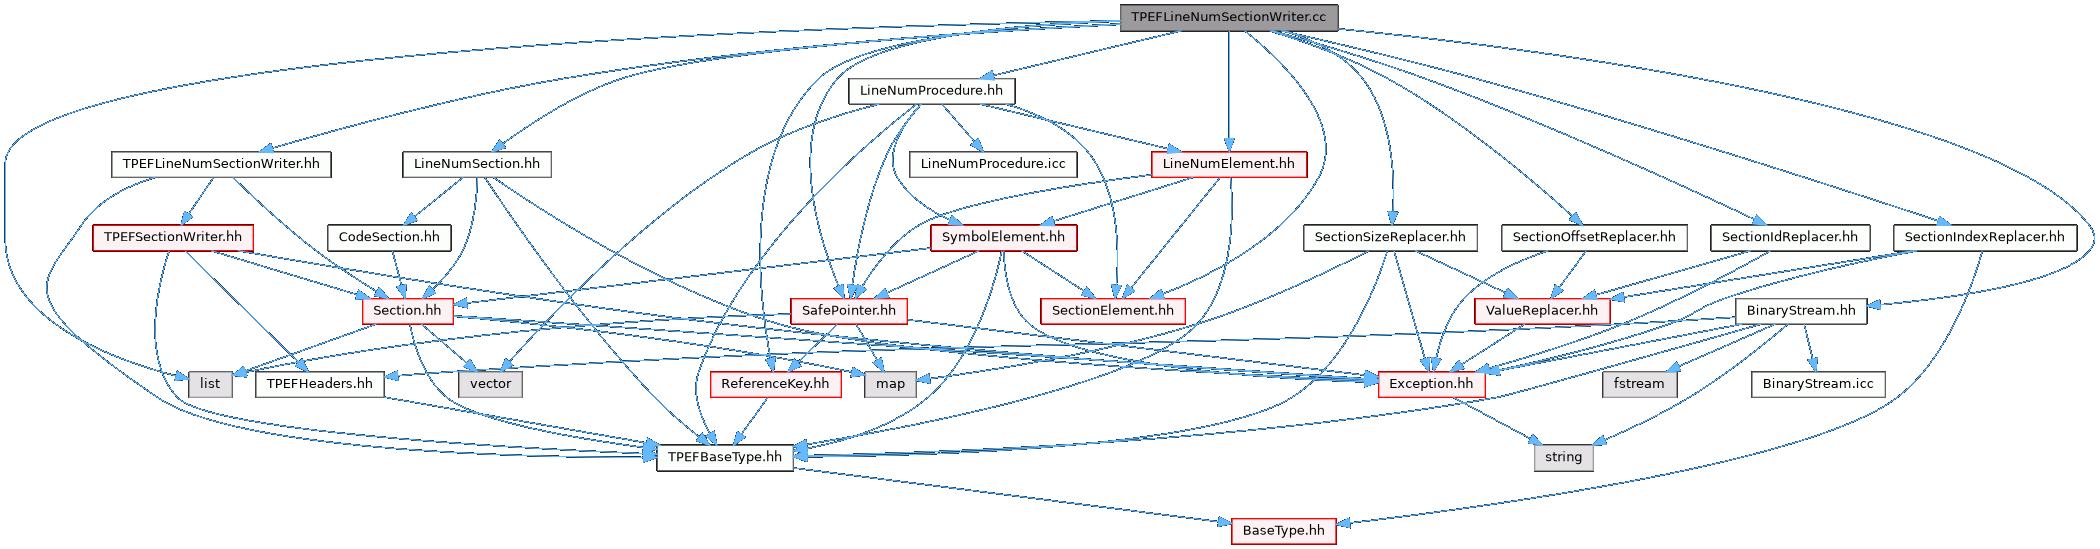 TPEFLineNumSectionWriter.cc
LineNumProcedure.hh
TPEFLineNumSectionWriter.hh
LineNumSection.hh
LineNumProcedure.icc
LineNumElement.hh
TPEFSectionWriter.hh
CodeSection.hh
SymbolElement.hh
SectionSizeReplacer.hh
SectionOffsetReplacer.hh
SectionIdReplacer.hh
SectionIndexReplacer.hh
Section.hh
SafePointer.hh
SectionElement.hh
ValueReplacer.hh
BinaryStream.hh
list
TPEFHeaders.hh
vector
ReferenceKey.hh
map
Exception.hh
fstream
BinaryStream.icc
TPEFBaseType.hh
string
BaseType.hh